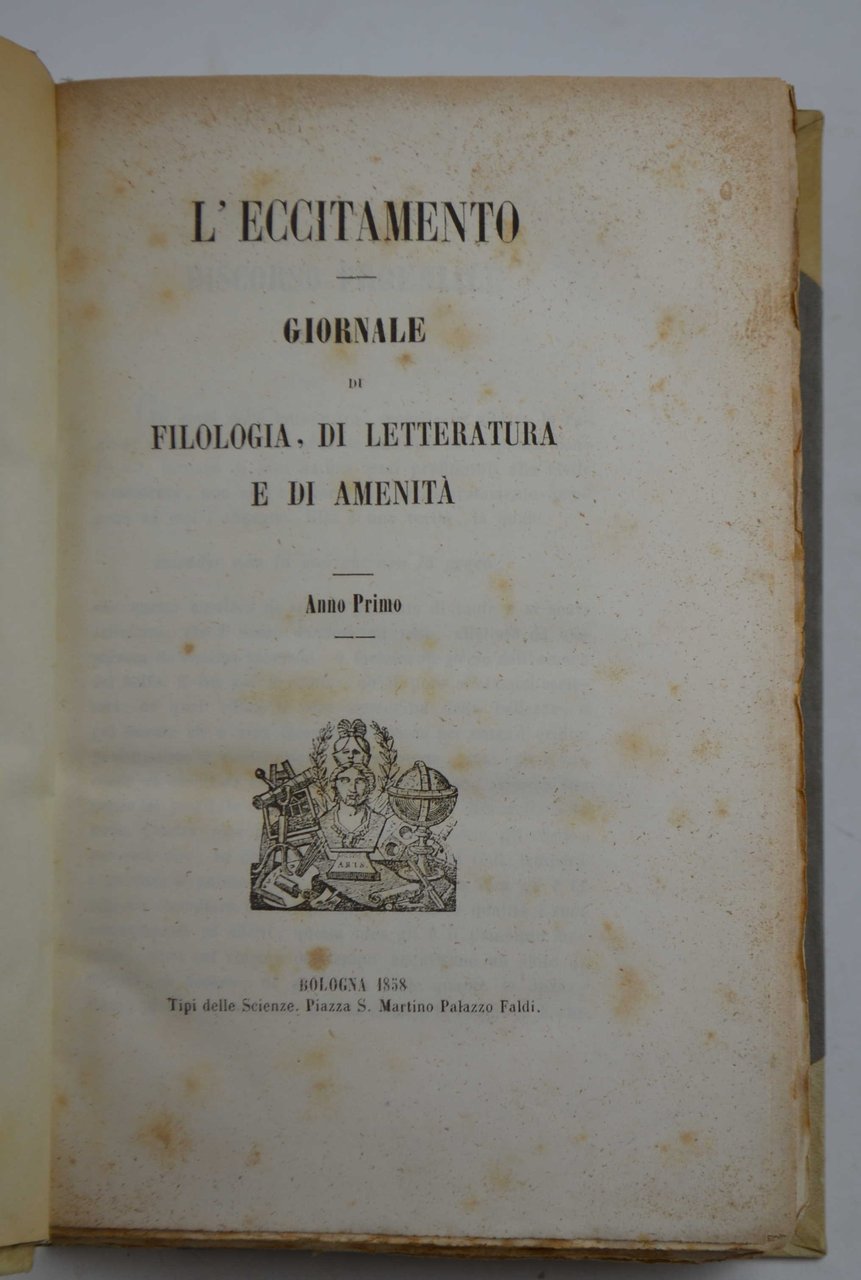 L' ECCITAMENTO
GIORNALE
DI
FILOLOGIA, DI LETTERATURA
E DI AMENITÀ
Anno Primo
ARTS
BOLOGNA 1858
Tipi delle Scienze. Piazza S. Martino Palazzo Faldi.